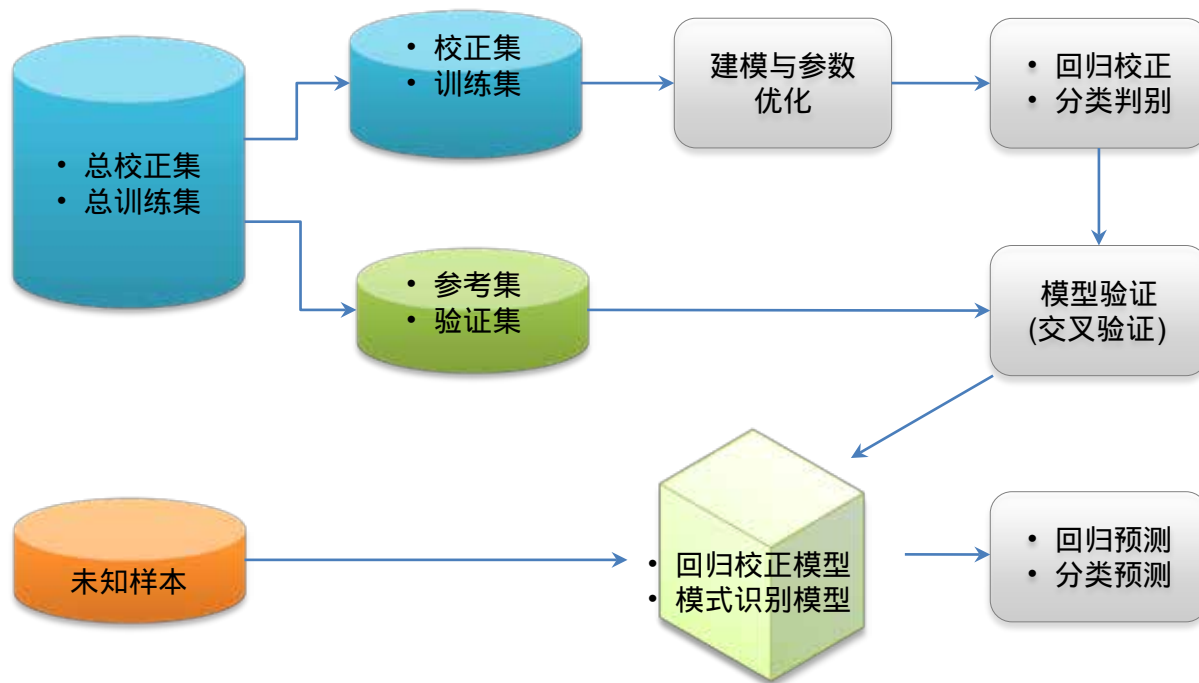 • 校正集
• 训练集
建模与参数
优化
• 回归校正
• 分类判别
• 总校正集
• 总训练集
• 参考集
• 验证集
模型验证
(交叉验证)
未知样本
• 回归校正模型
• 模式识别模型
• 回归预测
• 分类预测